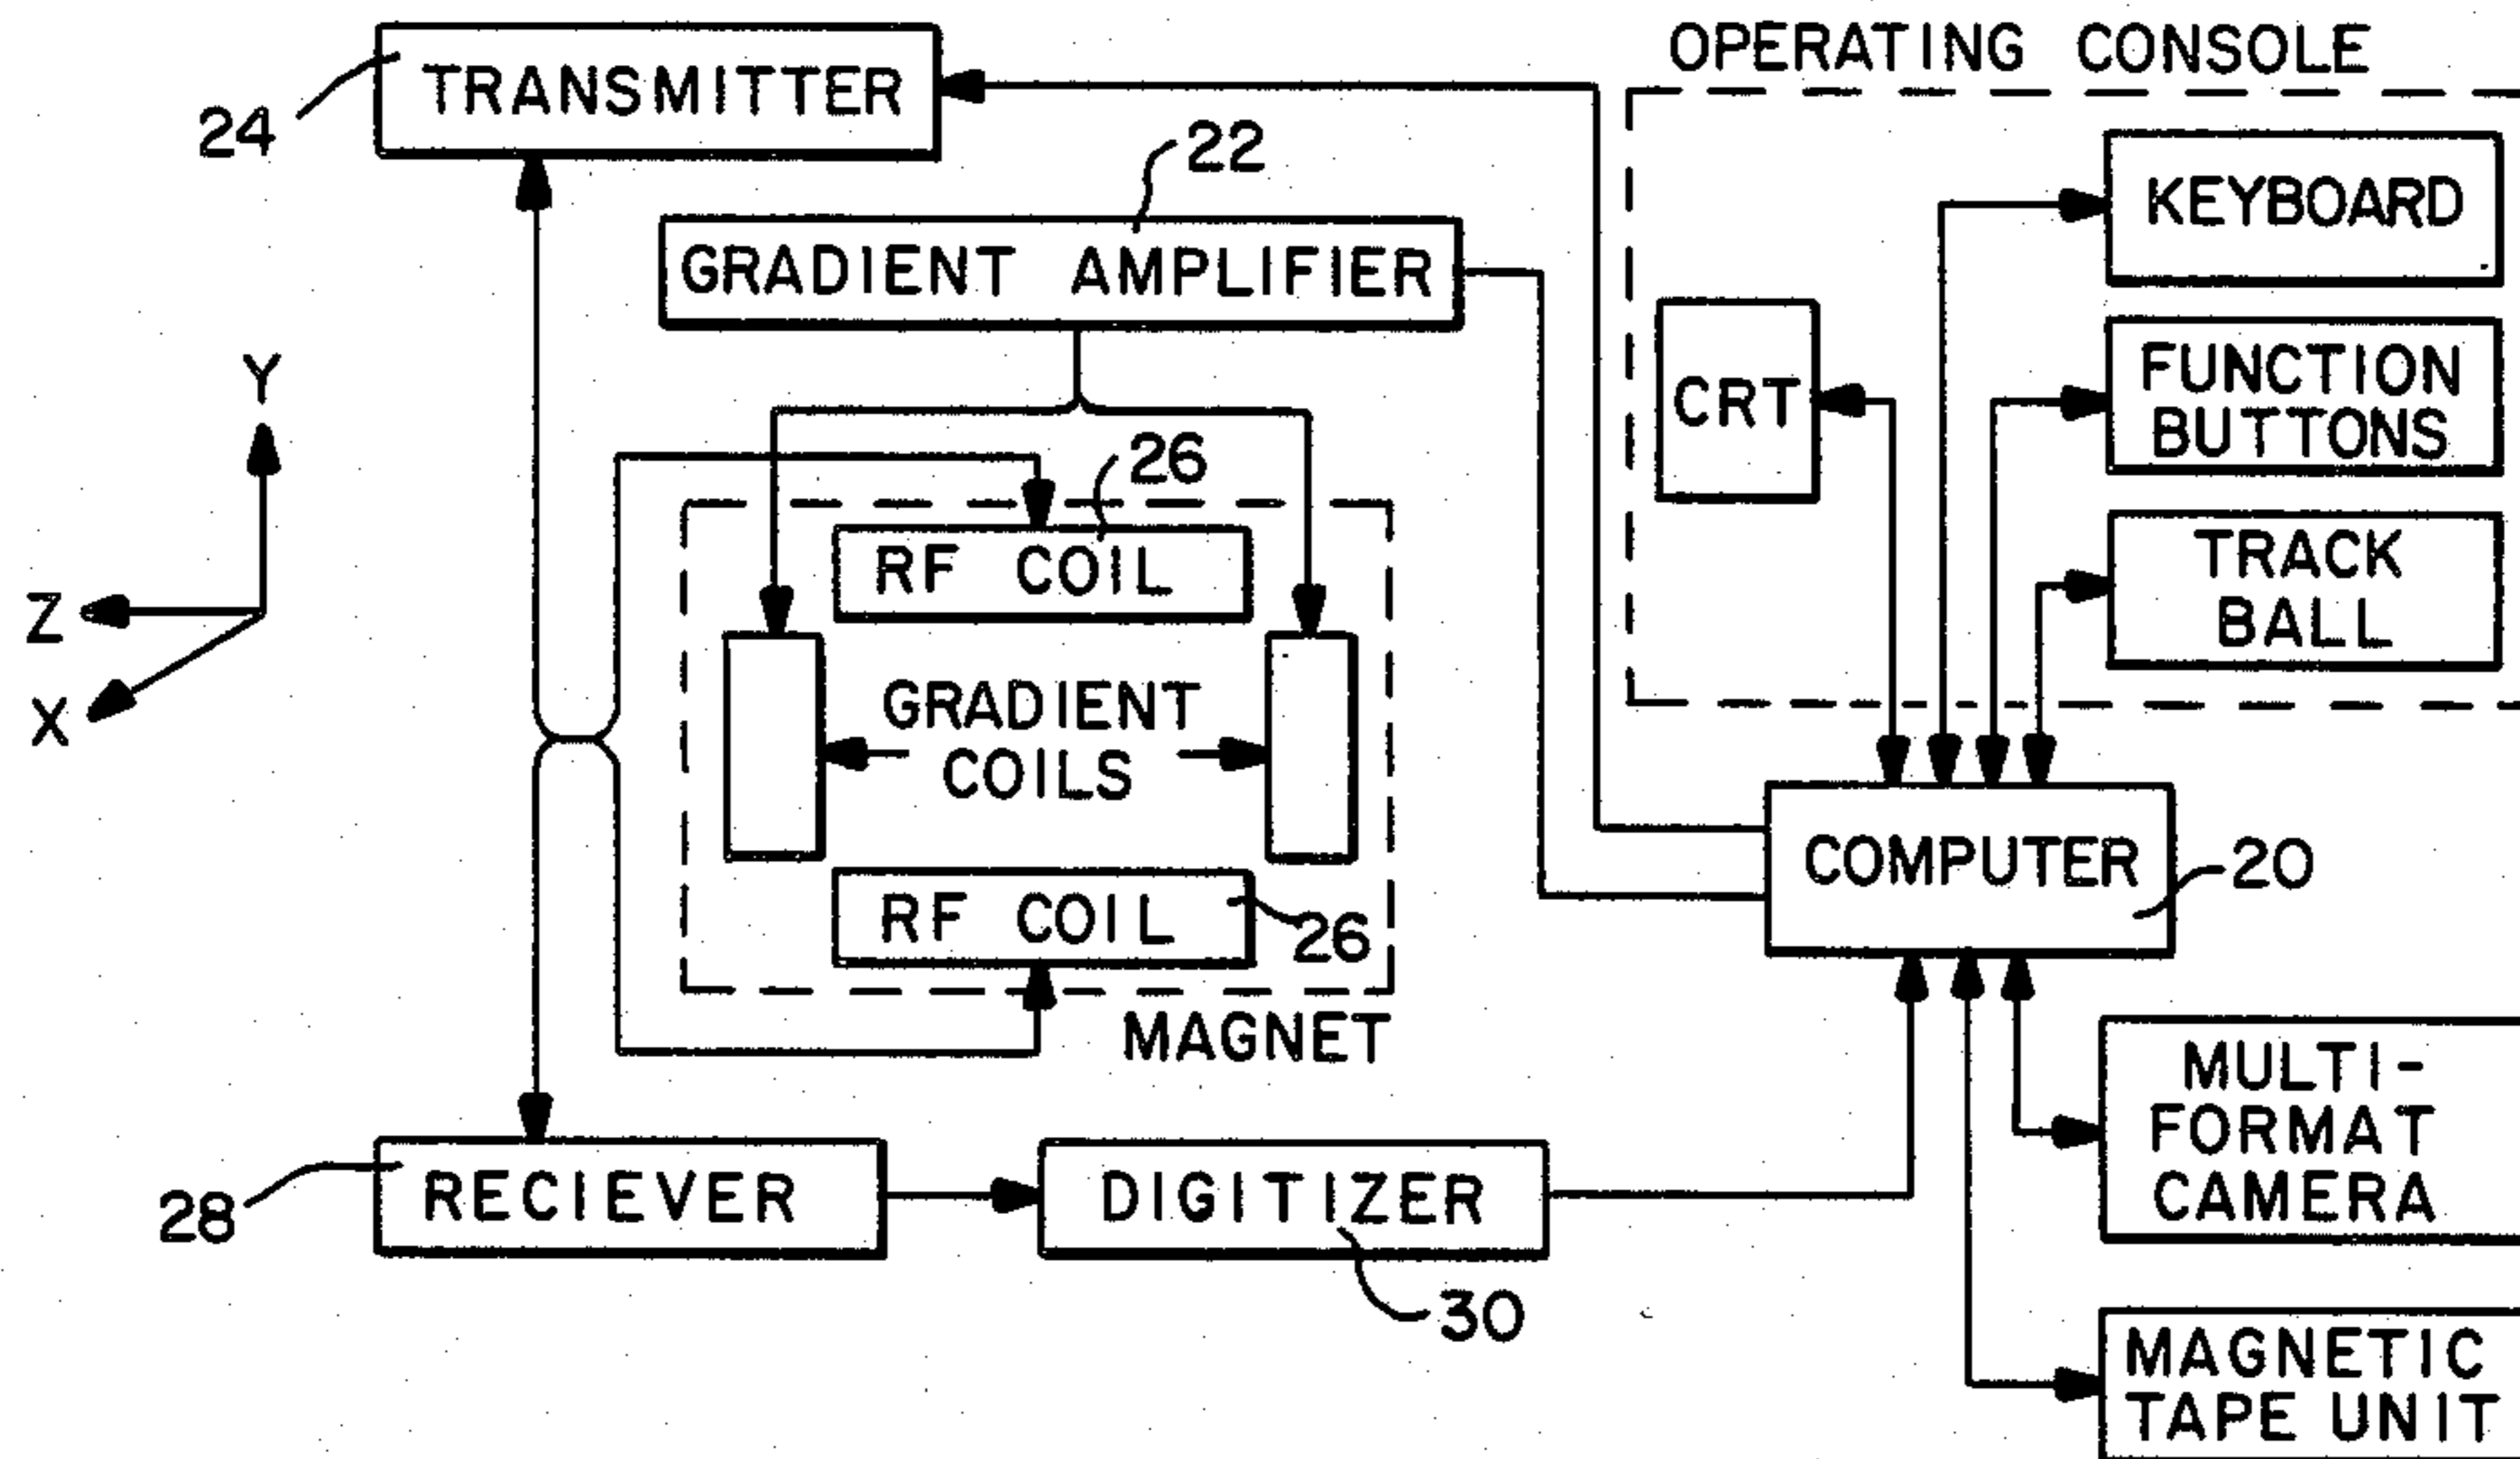 OPERATING CONSOLE
TRANSMITTER
24
22
KEYBOARD
GRADIENT AMPLIFIER
FUNCTION
BUTTONS
CRT
Y
26
TRACK
BALL
RF COIL
Z
X
GRADIENT
COILS
COMPUTER
20
RF COIL
26
MAGNET
MULTI-
FORMAT
CAMERA
RECIEVER
28
DIGITIZER
30
MAGNETIC
TAPE UNIT